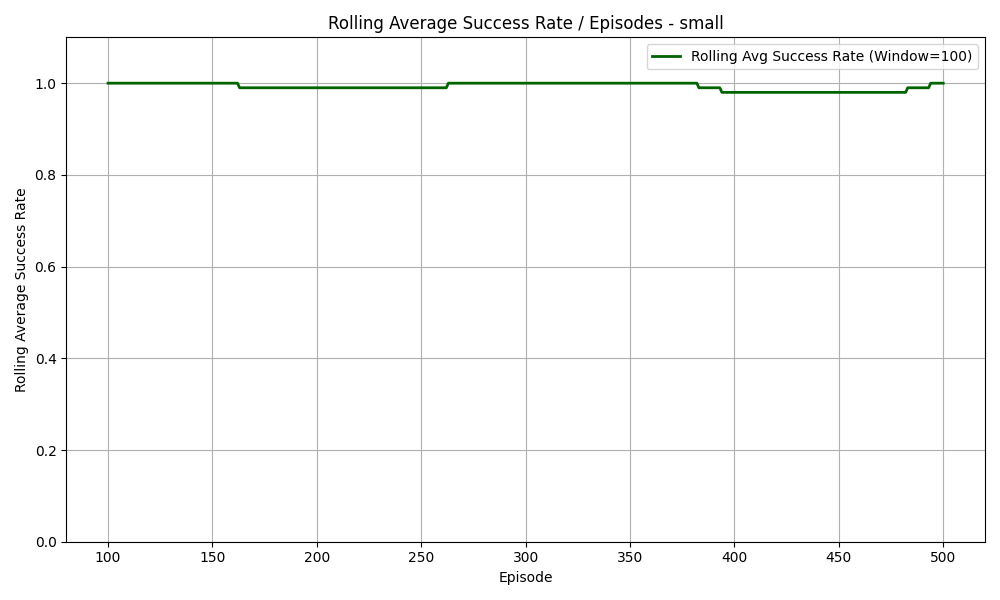 Rolling Average Success Rate / Episodes - small
Rolling Avg Success Rate (Window=100)
Rolling Average Success Rate
1.0
0.8
0.6
0.4
0.2
0.0
100 150 200 250 300 350 400 450 500
Episode